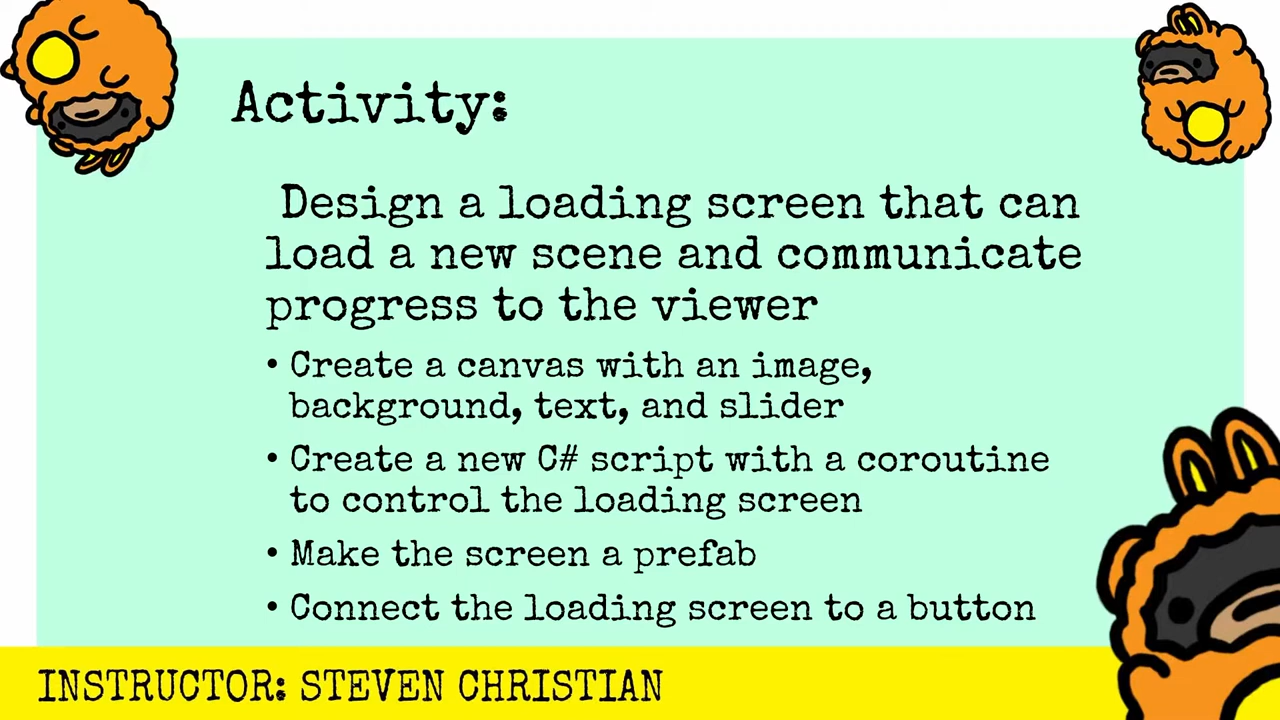 Activity:
Design a loading screen that can
load a new scene and communicate
progress to the viewer
• Create a canvas with an image,
background, text, and slider
• Create a new C# script with a coroutine
to control the loading screen
• Make the screen a prefab
• Connect the loading screen to a button
INSTRUCTOR: STEVEN CHRISTIAN